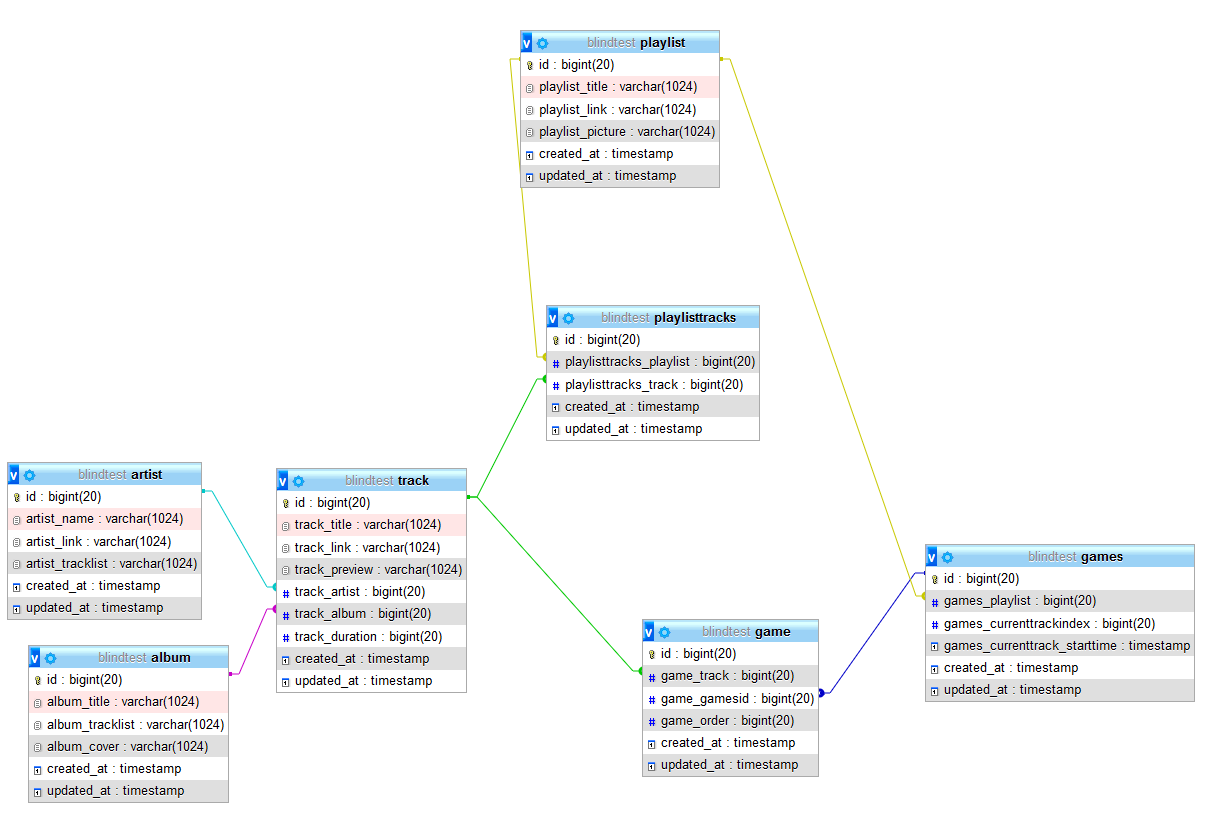 blindtest playlist
id : bigint(20)
playlist_title : varchar(1024)
playlist_link : varchar(1024)
playlist_picture : varchar(1024)
created_at : timestamp
updated_at : timestamp
blindtest playlisttracks
id : bigint(20)
playlisttracks_playlist : bigint(20)
playlisttracks_track : bigint(20)
created_at : timestamp
updated_at : timestamp
blindtest artist
id : bigint(20)
artist_name : varchar(1024)
artist_link : varchar(1024)
artist_tracklist : varchar(1024)
created_at : timestamp
updated_at : timestamp
blindtest track
id : bigint(20)
track_title : varchar(1024)
track_link : varchar(1024)
track_preview : varchar(1024)
track_artist : bigint(20)
track_album : bigint(20)
track_duration : bigint(20)
created_at : timestamp
updated_at : timestamp
blindtest album
id : bigint(20)
album_title : varchar(1024)
album_tracklist : varchar(1024)
album_cover : varchar(1024)
created_at : timestamp
updated_at : timestamp
blindtest game
id : bigint(20)
game_track : bigint(20)
game_gamesid : bigint(20)
game_order : bigint(20)
created_at : timestamp
updated_at : timestamp
blindtest games
id : bigint(20)
games_playlist : bigint(20)
games_currenttrackindex : bigint(20)
games_currenttrack_starttime : timestamp
created_at : timestamp
updated_at : timestamp